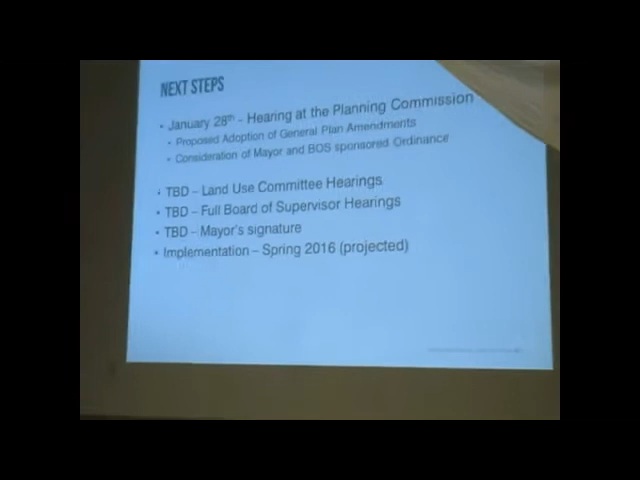 NEXT STEPS
• January 28th - Hearing at the Planning Commission
• Proposed Adoption of General Plan Amendments
• Consideration of Mayor and BOS sponsored Ordinance
• TBD – Land Use Committee Hearings
• TBD – Full Board of Supervisor Hearings
• TBD – Mayor's signature
• Implementation – Spring 2016 (projected)